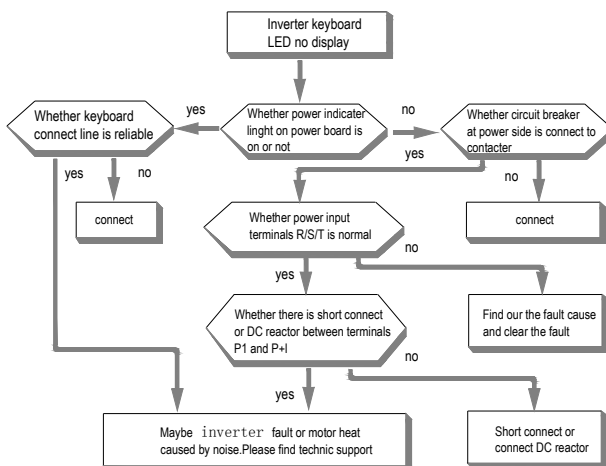 Inverter keyboard
LED no display
yes
no
Whether keyboard
connect line is reliable
Whether power indicater
linght on power board is
on or not
Whether circuit breaker
at power side is connect to
contacter
yes
no
yes
no
connect
Whether power input
terminals R/S/T is normal
connect
yes
no
Whether there is short connect
or DC reactor between terminals
P1 and P+I
Find our the fault cause
and clear the fault
no
yes
Maybe inverter fault or motor heat
caused by noise.Please find technic support
Short connect or
connect DC reactor